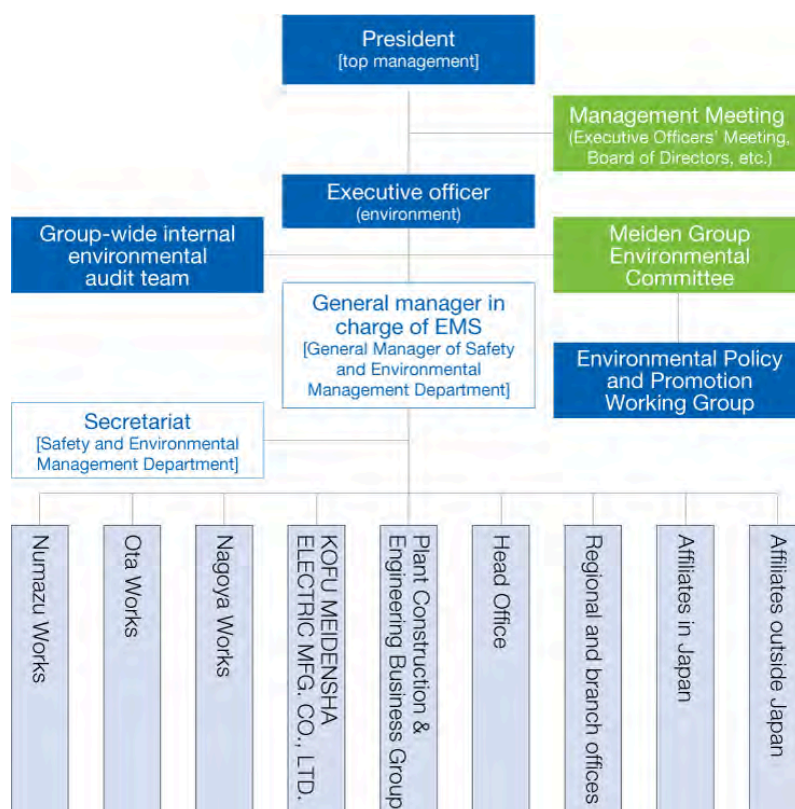 President
[top management]
Management Meeting
(Executive Officers' Meeting,
Board of Directors, etc.)
Executive officer
(environment)
Group-wide internal
environmental
audit team
Meiden Group
Environmental
Committee
General manager in
charge of EMS
[General Manager of Safety
and Environmental
Management Department]
Environmental Policy
and Promotion
Working Group
Secretariat
[Safety and Environmental
Management Department]
Numazu Works
Ota Works
Nagoya Works
KOFU MEIDENSHA
ELECTRIC MFG. CO., LTD.
Plant Construction &
Engineering Business Group
Head Office
Regional and branch offices
Affiliates in Japan
Affiliates outside Japan